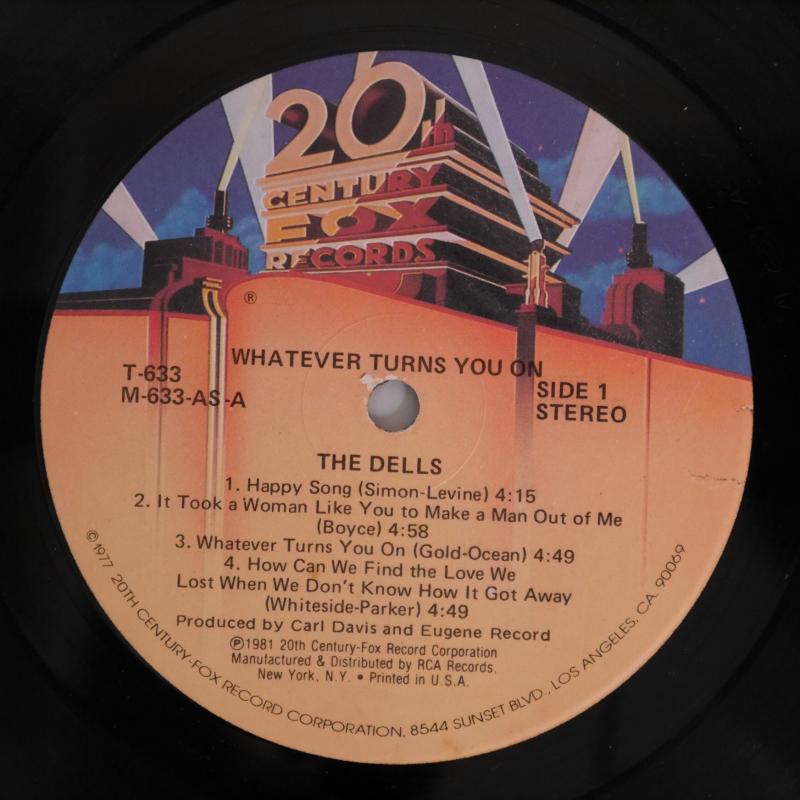 20th
CENTURY
FOX
RECORDS
®
WHATEVER TURNS YOU ON
T-633
M-633-AS-A
SIDE 1
STEREO
THE DELLS
1. Happy Song (Simon-Levine) 4:15
2. It Took a Woman Like You to Make a Man Out of Me
(Boyce) 4:58
3. Whatever Turns You On (Gold-Ocean) 4:49
4. How Can We Find the Love We
Lost When We Don't Know How It Got Away
(Whiteside-Parker) 4:49
Produced by Carl Davis and Eugene Record
℗1981 20th Century-Fox Record Corporation
Manufactured & Distributed by RCA Records,
New York, N.Y. • Printed in U.S.A.
©1977 20TH CENTURY-FOX RECORD CORPORATION, 8544 SUNSET BLVD., LOS ANGELES, CA. 90069